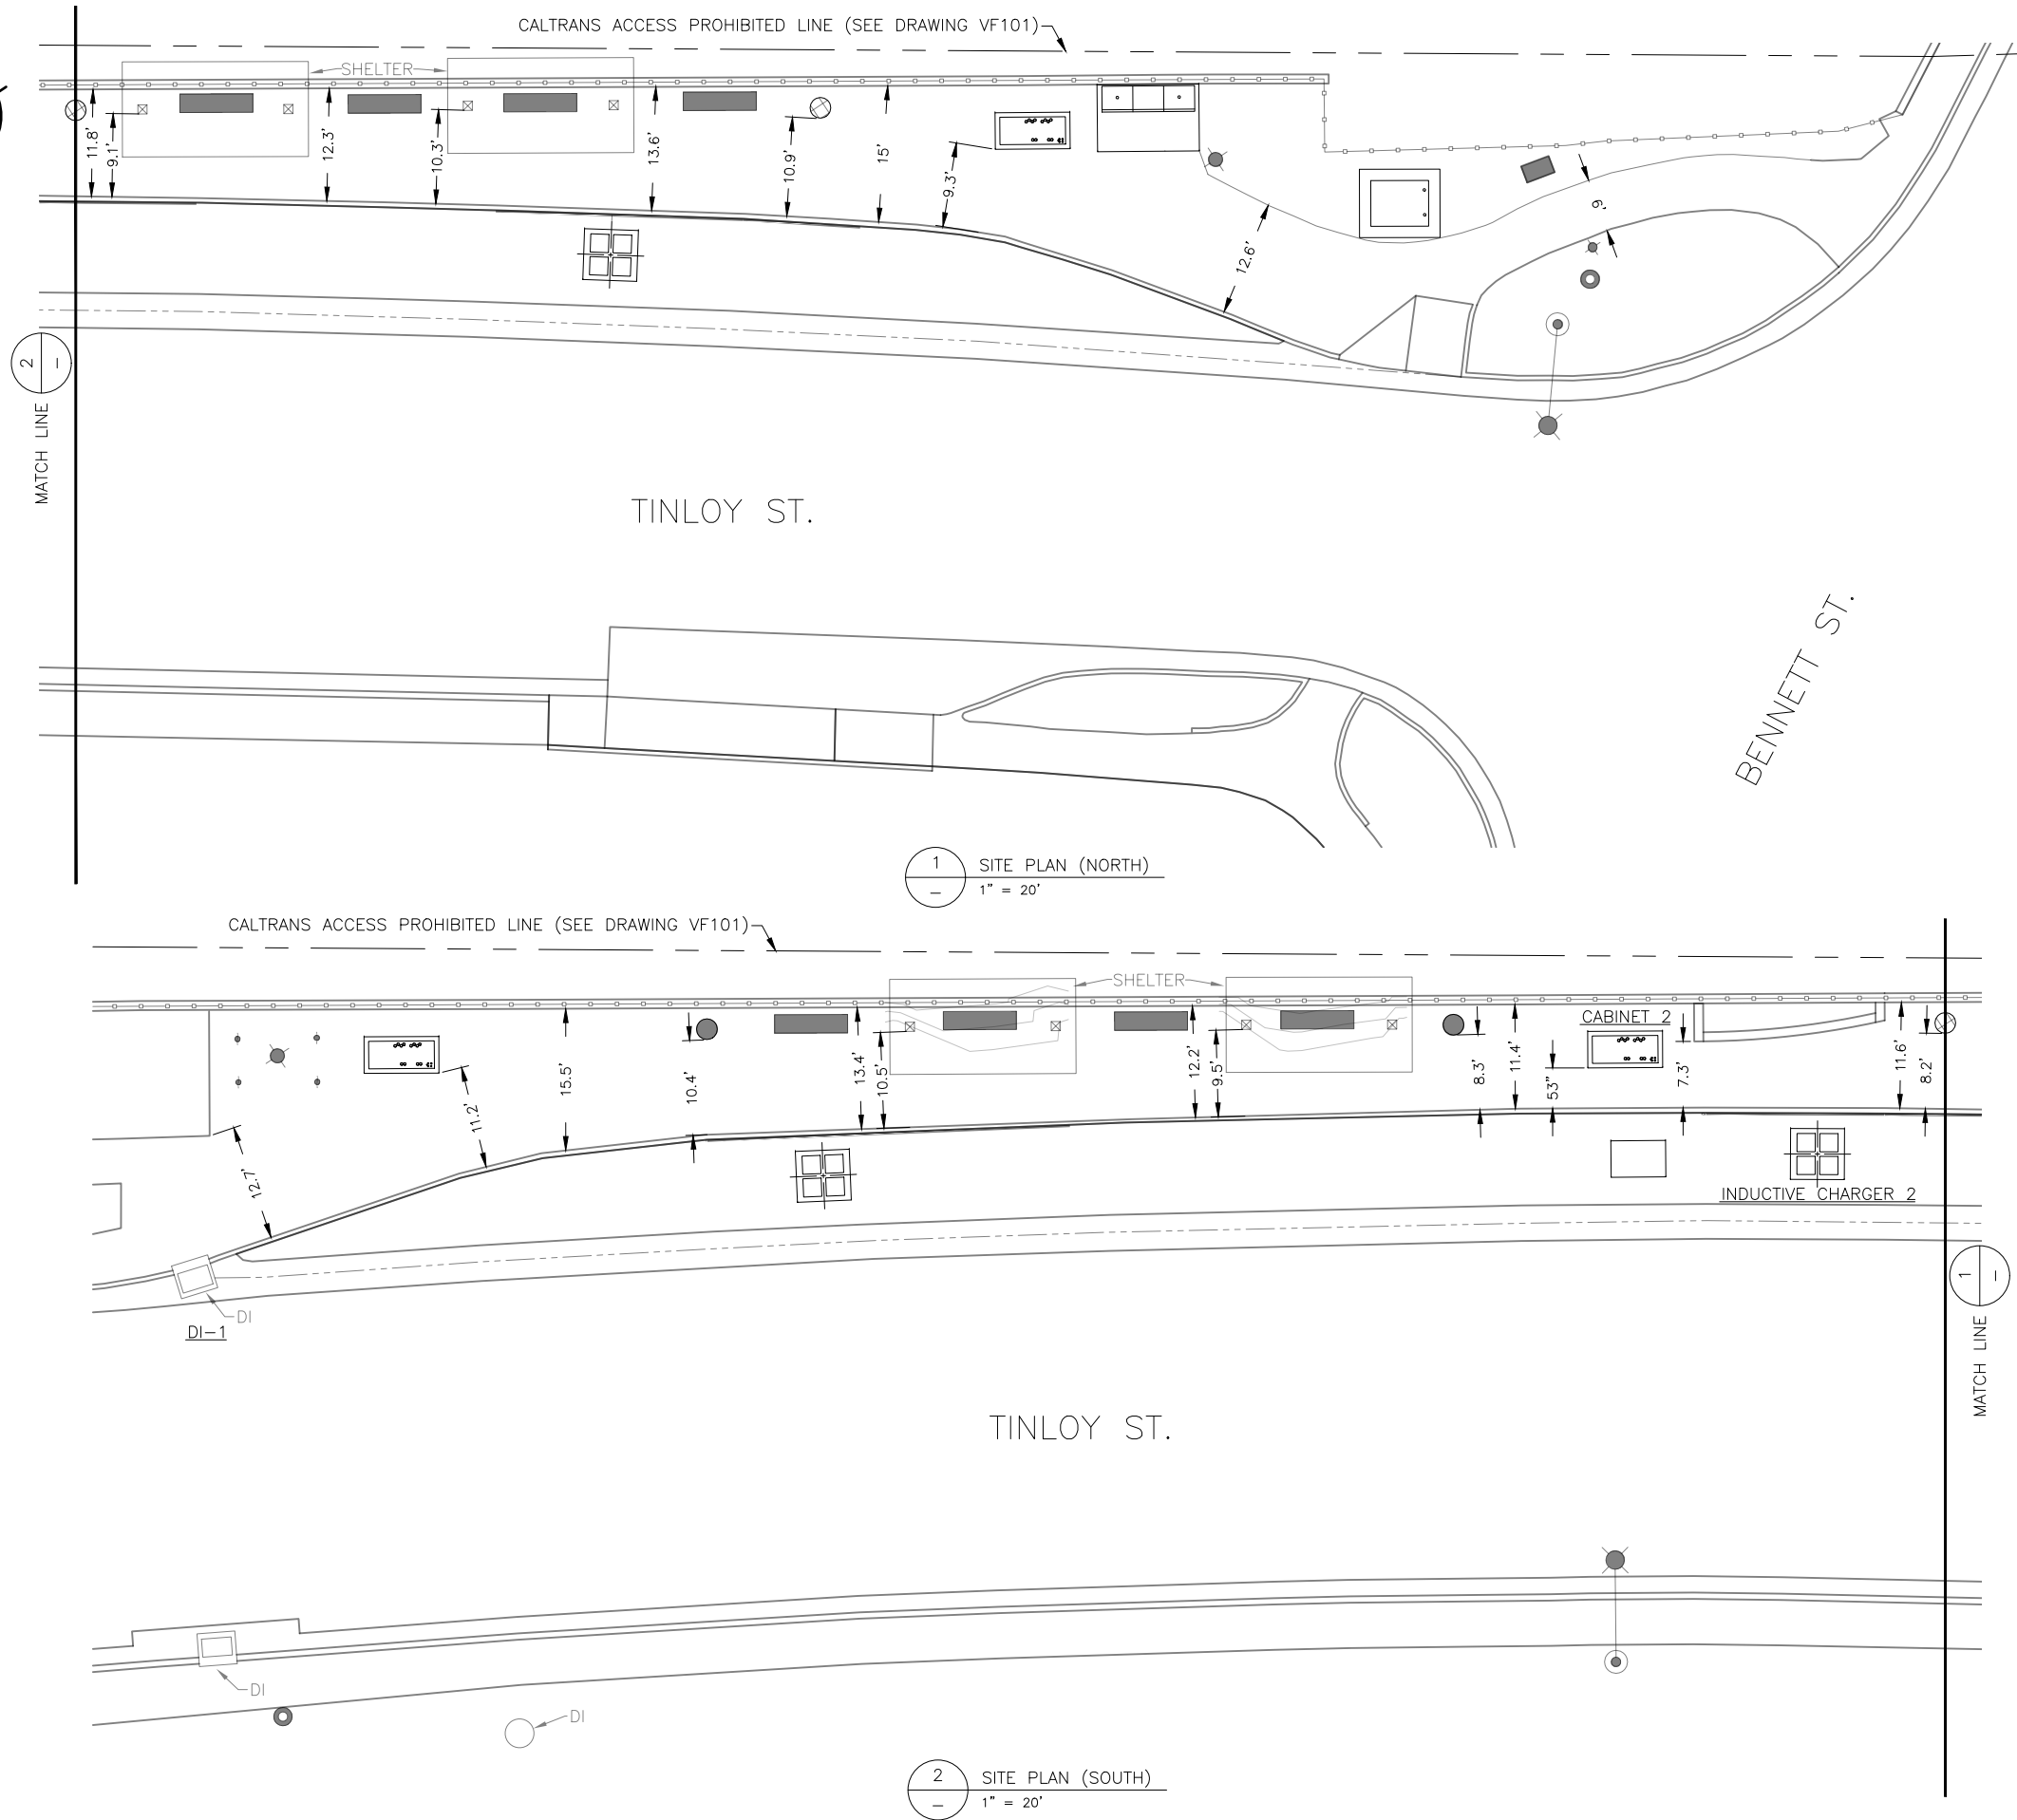 CALTRANS ACCESS PROHIBITED LINE (SEE DRAWING VF101)
SHELTER
11.8'
9.1'
12.3'
10.3'
13.6'
10.9'
15'
9.3'
12.6'
9'
2
–
MATCH LINE
TINLOY ST.
BENNETT ST.
1
–
SITE PLAN (NORTH)
1" = 20'
CALTRANS ACCESS PROHIBITED LINE (SEE DRAWING VF101)
SHELTER
CABINET 2
12.7'
11.2'
15.5'
10.4'
13.4'
10.5'
12.2'
9.5'
8.3'
11.4'
53"
7.3'
11.6'
8.2'
INDUCTIVE CHARGER 2
DI
DI-1
1
–
MATCH LINE
TINLOY ST.
DI
DI
2
–
SITE PLAN (SOUTH)
1" = 20'